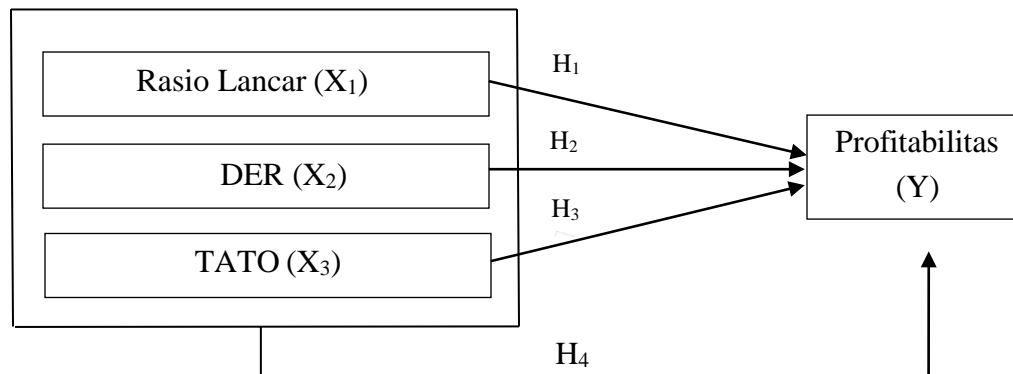 Rasio Lancar (X₁)
H₁
DER (X₂)
H₂
TATO (X₃)
H₃
Profitabilitas
(Y)
H₄